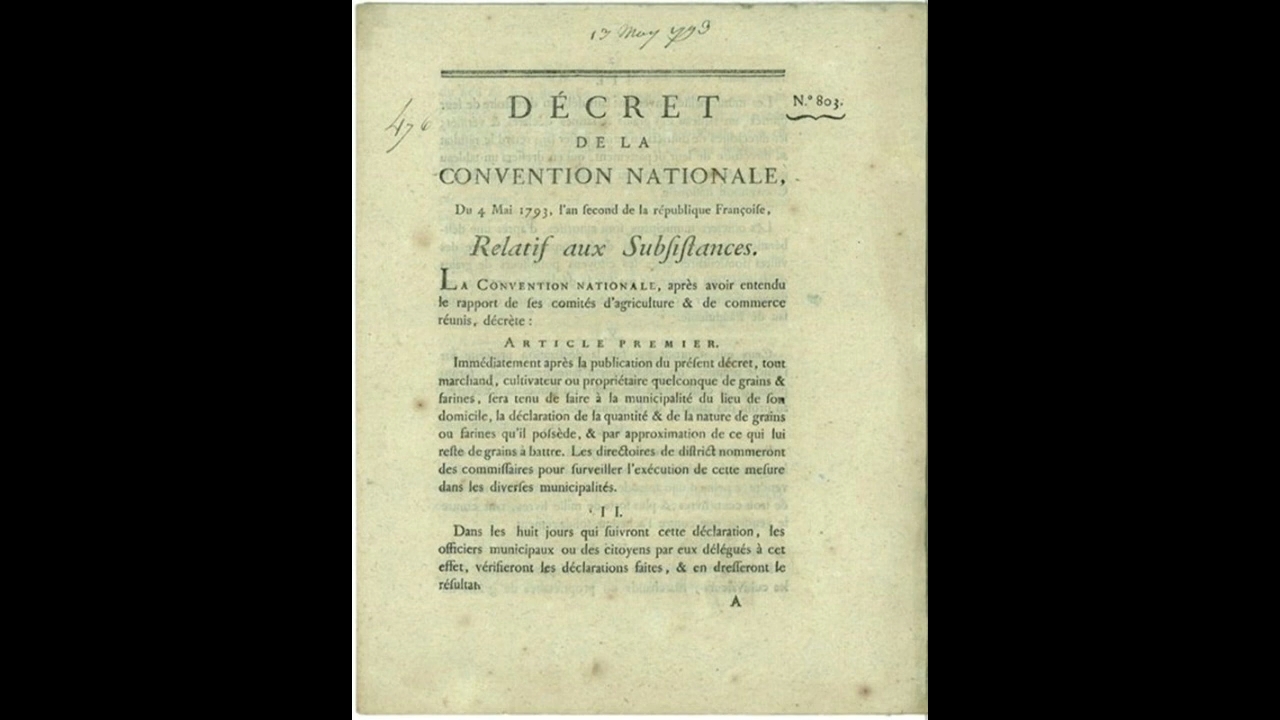 13 May 1793
N.° 803.
476
DÉCRET
DE LA
CONVENTION NATIONALE,
Du 4 Mai 1793, l'an ſecond de la république Françoiſe,
Relatif aux Subſiſtances.
LA CONVENTION NATIONALE, après avoir entendu
le rapport de ſes comités d'agriculture & de commerce
réunis, décrète :
ARTICLE PREMIER.
Immédiatement après la publication du préſent décret, tout
marchand, cultivateur ou propriétaire quelconque de grains &
farines, ſera tenu de faire à la municipalité du lieu de ſon
domicile, la déclaration de la quantité & de la nature de grains
ou farines qu'il poſsède, & par approximation de ce qui lui
reſte de grains à battre. Les directoires de diſtrict nommeront
des commiſſaires pour ſurveiller l'exécution de cette meſure
dans les diverſes municipalités.
II.
Dans les huit jours qui ſuivront cette déclaration, les
officiers municipaux ou des citoyens par eux délégués à cet
effet, vérifieront les déclarations faites, & en dreſſeront le
réſultat.
A